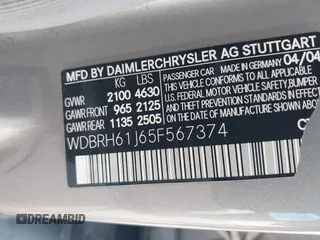 MFD. BY DAIMLERCHRYSLER AG STUTTGART
MADE IN GERMANY 04/04
KG LBS
GVWR 2100 4630
GAWR FRONT 965 2125
GAWR REAR 1135 2505
THIS VEHICLE CONFORMS TO ALL APPLICABLE
U.S. FEDERAL MOTOR VEHICLE SAFETY, BUMPER
AND THEFT PREVENTION STANDARDS
IN EFFECT ON THE DATE OF
MANUFACTURE SHOWN ABOVE
WDBRH61J65F567374
DREAMBID